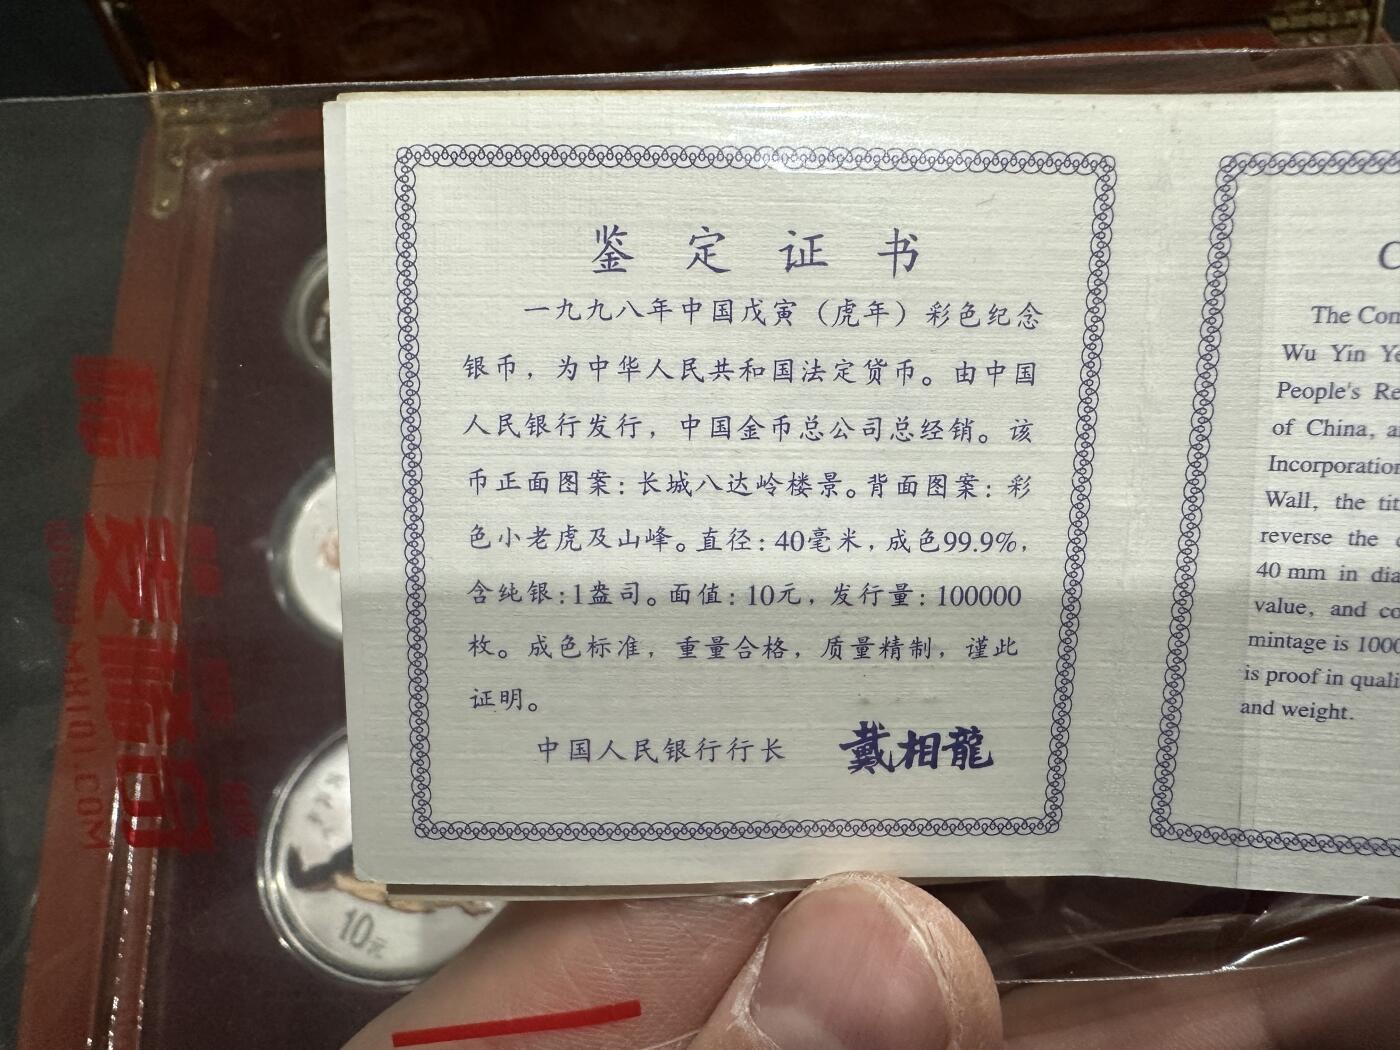 鉴定证书
一九九八年中国戊寅（虎年）彩色纪念
银币，为中华人民共和国法定货币。由中国
人民银行发行，中国金币总公司总经销。该
币正面图案：长城八达岭楼景。背面图案：彩
色小老虎及山峰。直径：40毫米，成色99.9%，
含纯银：1盎司。面值：10元，发行量：100000
枚。成色标准，重量合格，质量精制，谨此
证明。
中国人民银行行长 戴相龍
C
The Con
Wu Yin Ye
People's Re
of China, a
Incorporation
Wall, the tit
reverse the
40 mm in dia
value, and co
mintage is 1000
is proof in quali
and weight.
10元